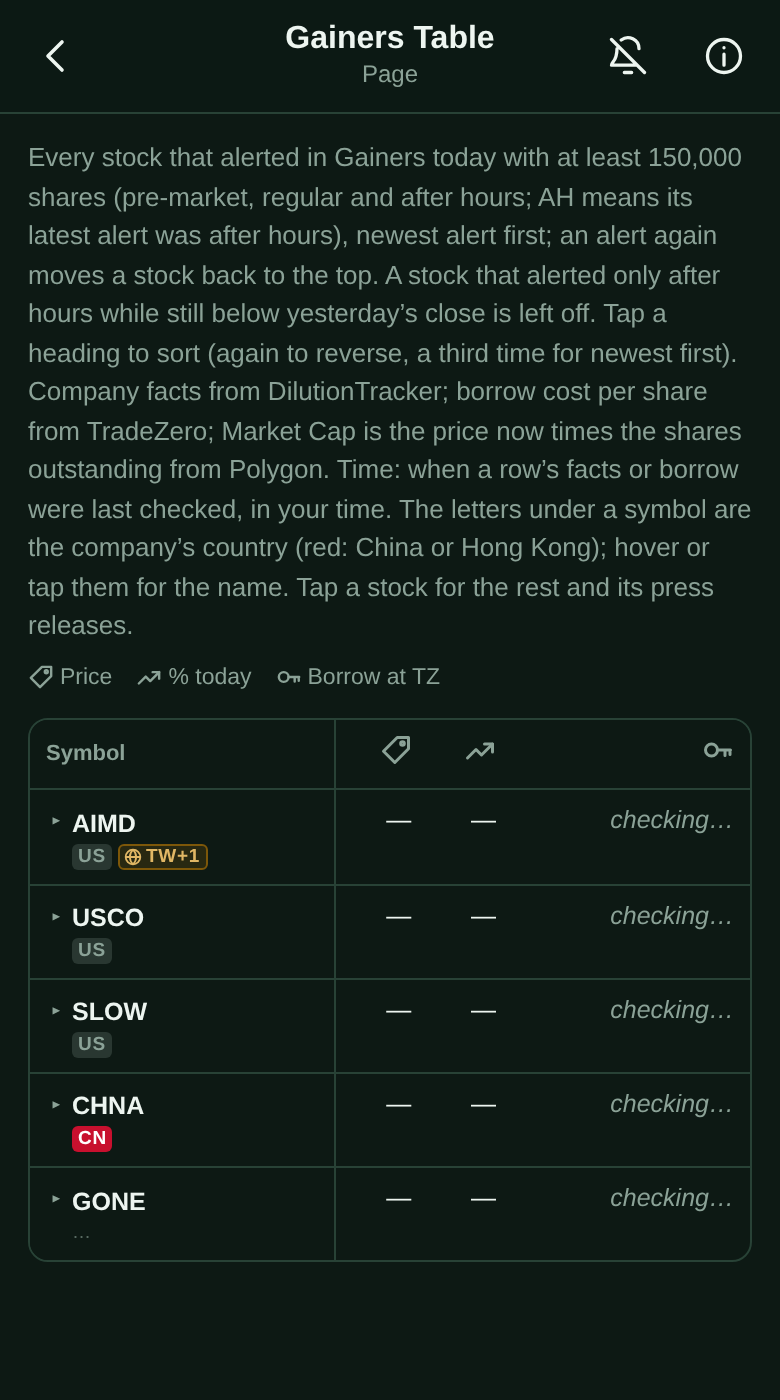 Gainers Table
Page
Every stock that alerted in Gainers today with at least 150,000
shares (pre-market, regular and after hours; AH means its
latest alert was after hours), newest alert first; an alert again
moves a stock back to the top. A stock that alerted only after
hours while still below yesterday’s close is left off. Tap a
heading to sort (again to reverse, a third time for newest first).
Company facts from DilutionTracker; borrow cost per share
from TradeZero; Market Cap is the price now times the shares
outstanding from Polygon. Time: when a row’s facts or borrow
were last checked, in your time. The letters under a symbol are
the company’s country (red: China or Hong Kong); hover or
tap them for the name. Tap a stock for the rest and its press
releases.
Price % today Borrow at TZ
Symbol
AIMD — — checking…
US TW+1
USCO — — checking…
US
SLOW — — checking…
US
CHNA — — checking…
CN
GONE — — checking…
…